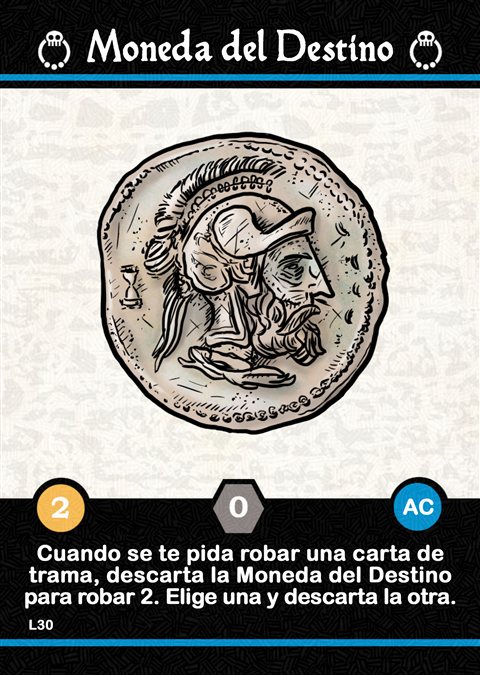 Moneda del Destino
2
0
AC
Cuando se te pida robar una carta de
trama, descarta la Moneda del Destino
para robar 2. Elige una y descarta la otra.
L30